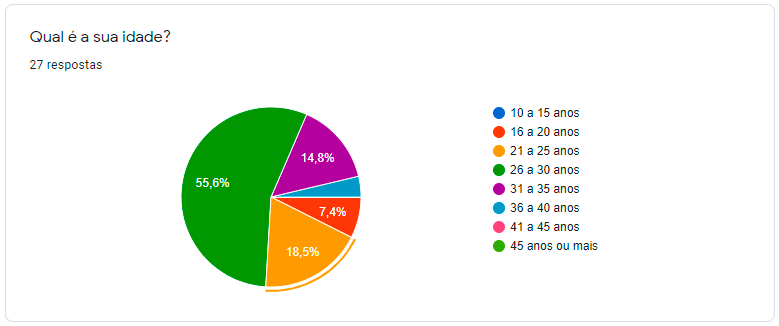 Qual é a sua idade?
27 respostas
55,6%
14,8%
7,4%
18,5%
10 a 15 anos
16 a 20 anos
21 a 25 anos
26 a 30 anos
31 a 35 anos
36 a 40 anos
41 a 45 anos
45 anos ou mais